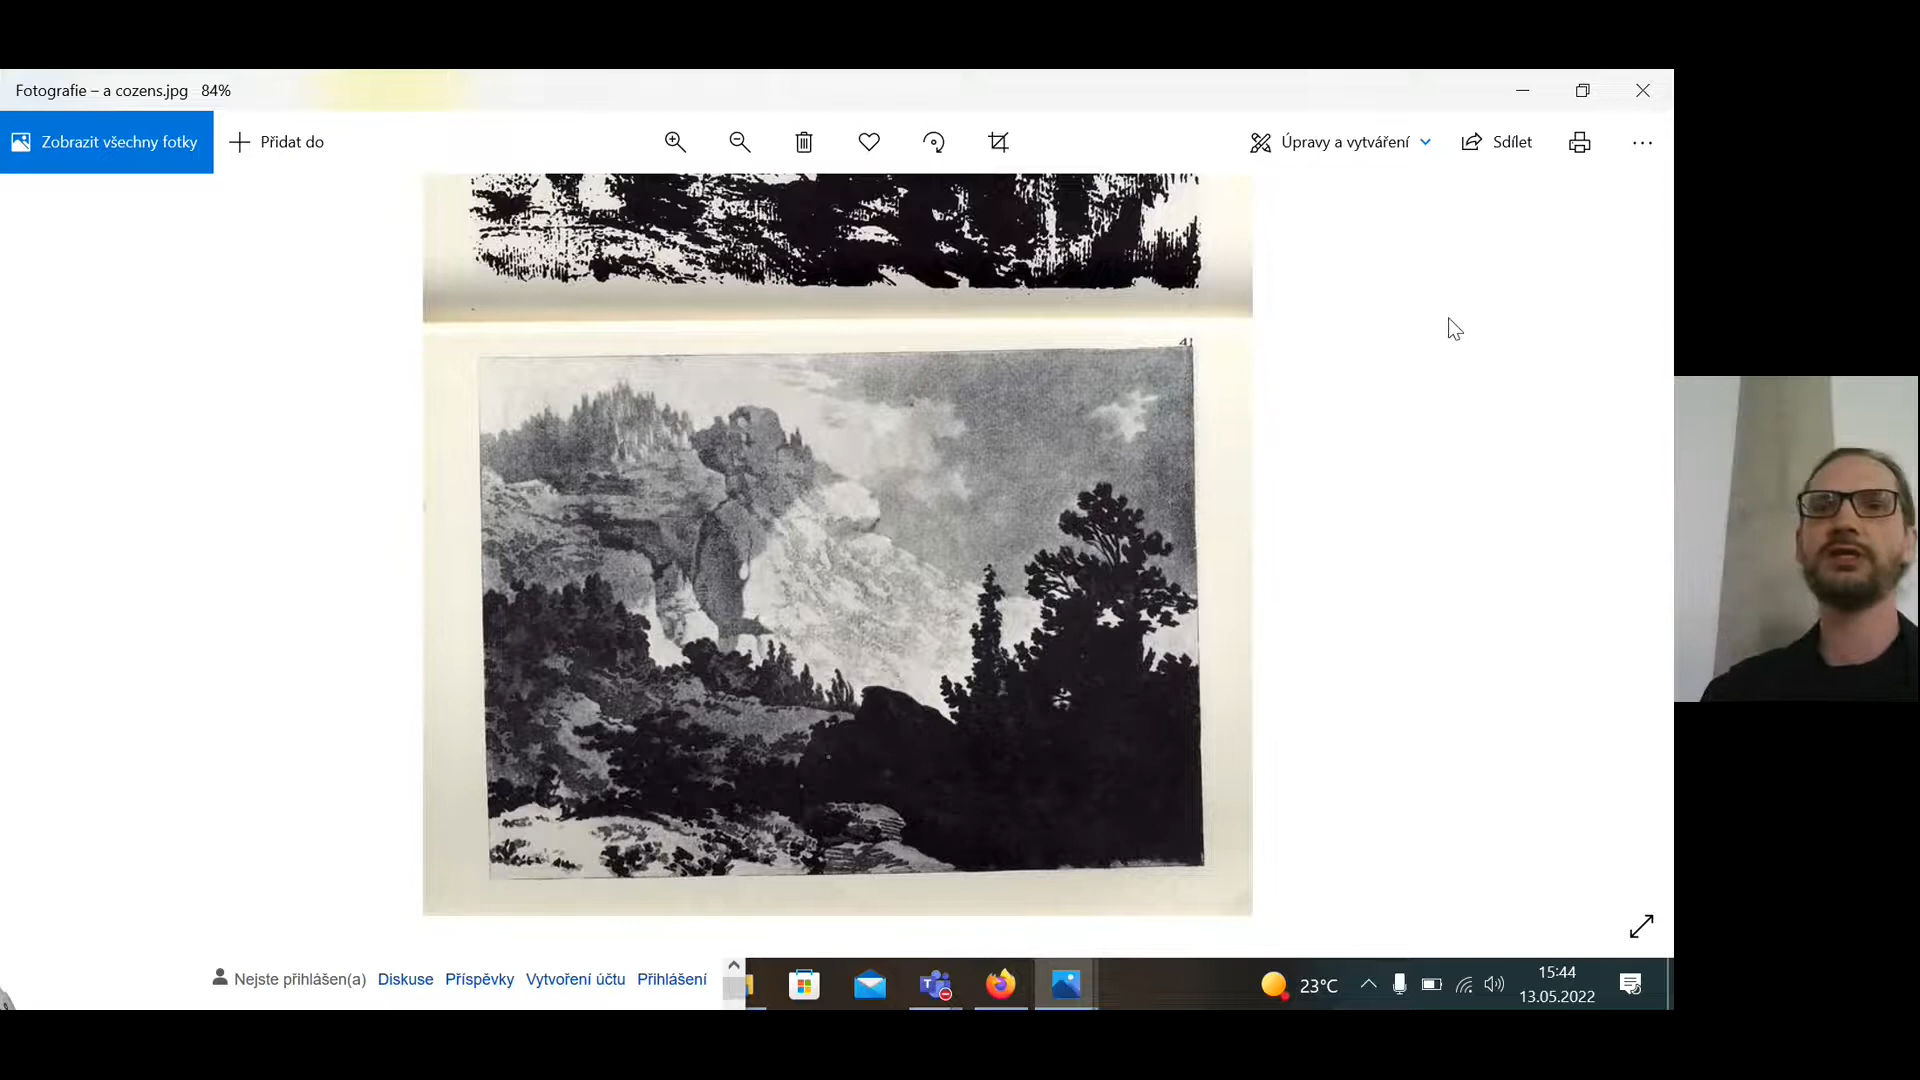 Fotografie – a cozens.jpg 84%
Zobrazit všechny fotky
Přidat do
Úpravy a vytváření
Sdílet
41
Nejste přihlášen(a) Diskuse Příspěvky Vytvoření účtu Přihlášení
23°C
15:44
13.05.2022